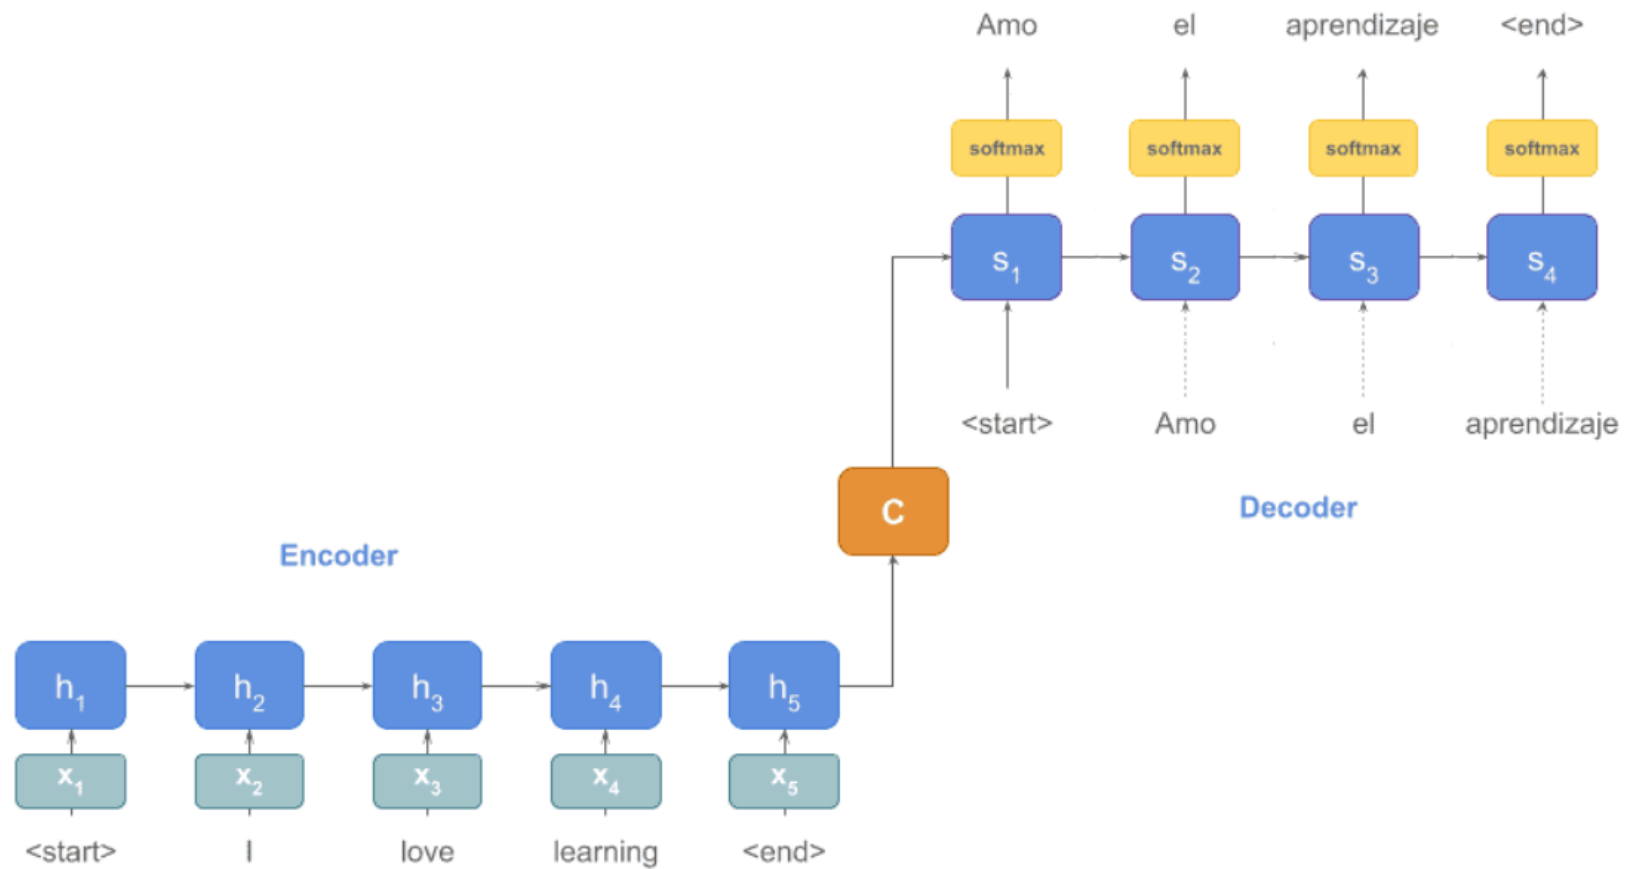 Amo el aprendizaje <end>
softmax softmax softmax softmax
s1 s2 s3 s4
<start> Amo el aprendizaje
C
Decoder
Encoder
h1 h2 h3 h4 h5
x1 x2 x3 x4 x5
<start> I love learning <end>